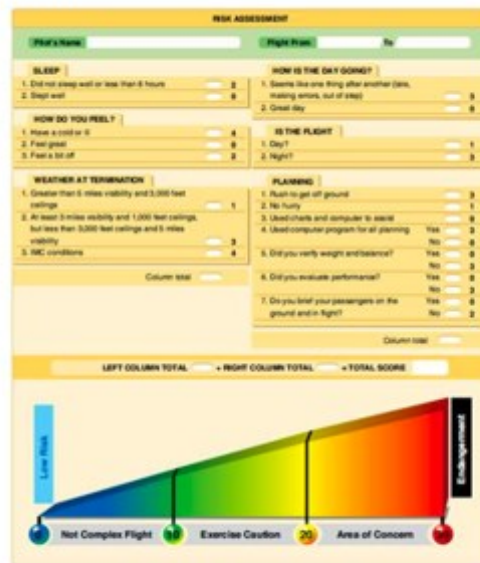 RISK ASSESSMENT
Pilot's Name
Flight From
To
SLEEP
1. Did not sleep well or less than 8 hours 2
2. Slept well 0
HOW DO YOU FEEL?
1. Have a cold or ill 4
2. Feel great 0
3. Feel a bit off 2
WEATHER AT TERMINATION
1. Greater than 5 miles visibility and 3,000 feet
ceilings 1
2. At least 3 miles visibility and 1,000 feet ceilings,
but less than 3,000 feet ceilings and 5 miles
visibility 3
3. IMC conditions 4
Column total
HOW IS THE DAY GOING?
1. Seems like one thing after another (late,
making errors, out of step) 3
2. Great day 0
IS THE FLIGHT
1. Day? 1
2. Night? 3
PLANNING
1. Rush to get off ground 3
2. No hurry 1
3. Used charts and computer to assist 0
4. Used computer program for all planning Yes 3
No 0
5. Did you verify weight and balance? Yes 0
No 3
6. Did you evaluate performance? Yes 0
No 3
7. Do you brief your passengers on the Yes 0
ground and in flight? No 2
Column total
LEFT COLUMN TOTAL + RIGHT COLUMN TOTAL = TOTAL SCORE
Low Risk
Endangerment
0 Not Complex Flight 10 Exercise Caution 20 Area of Concern 30